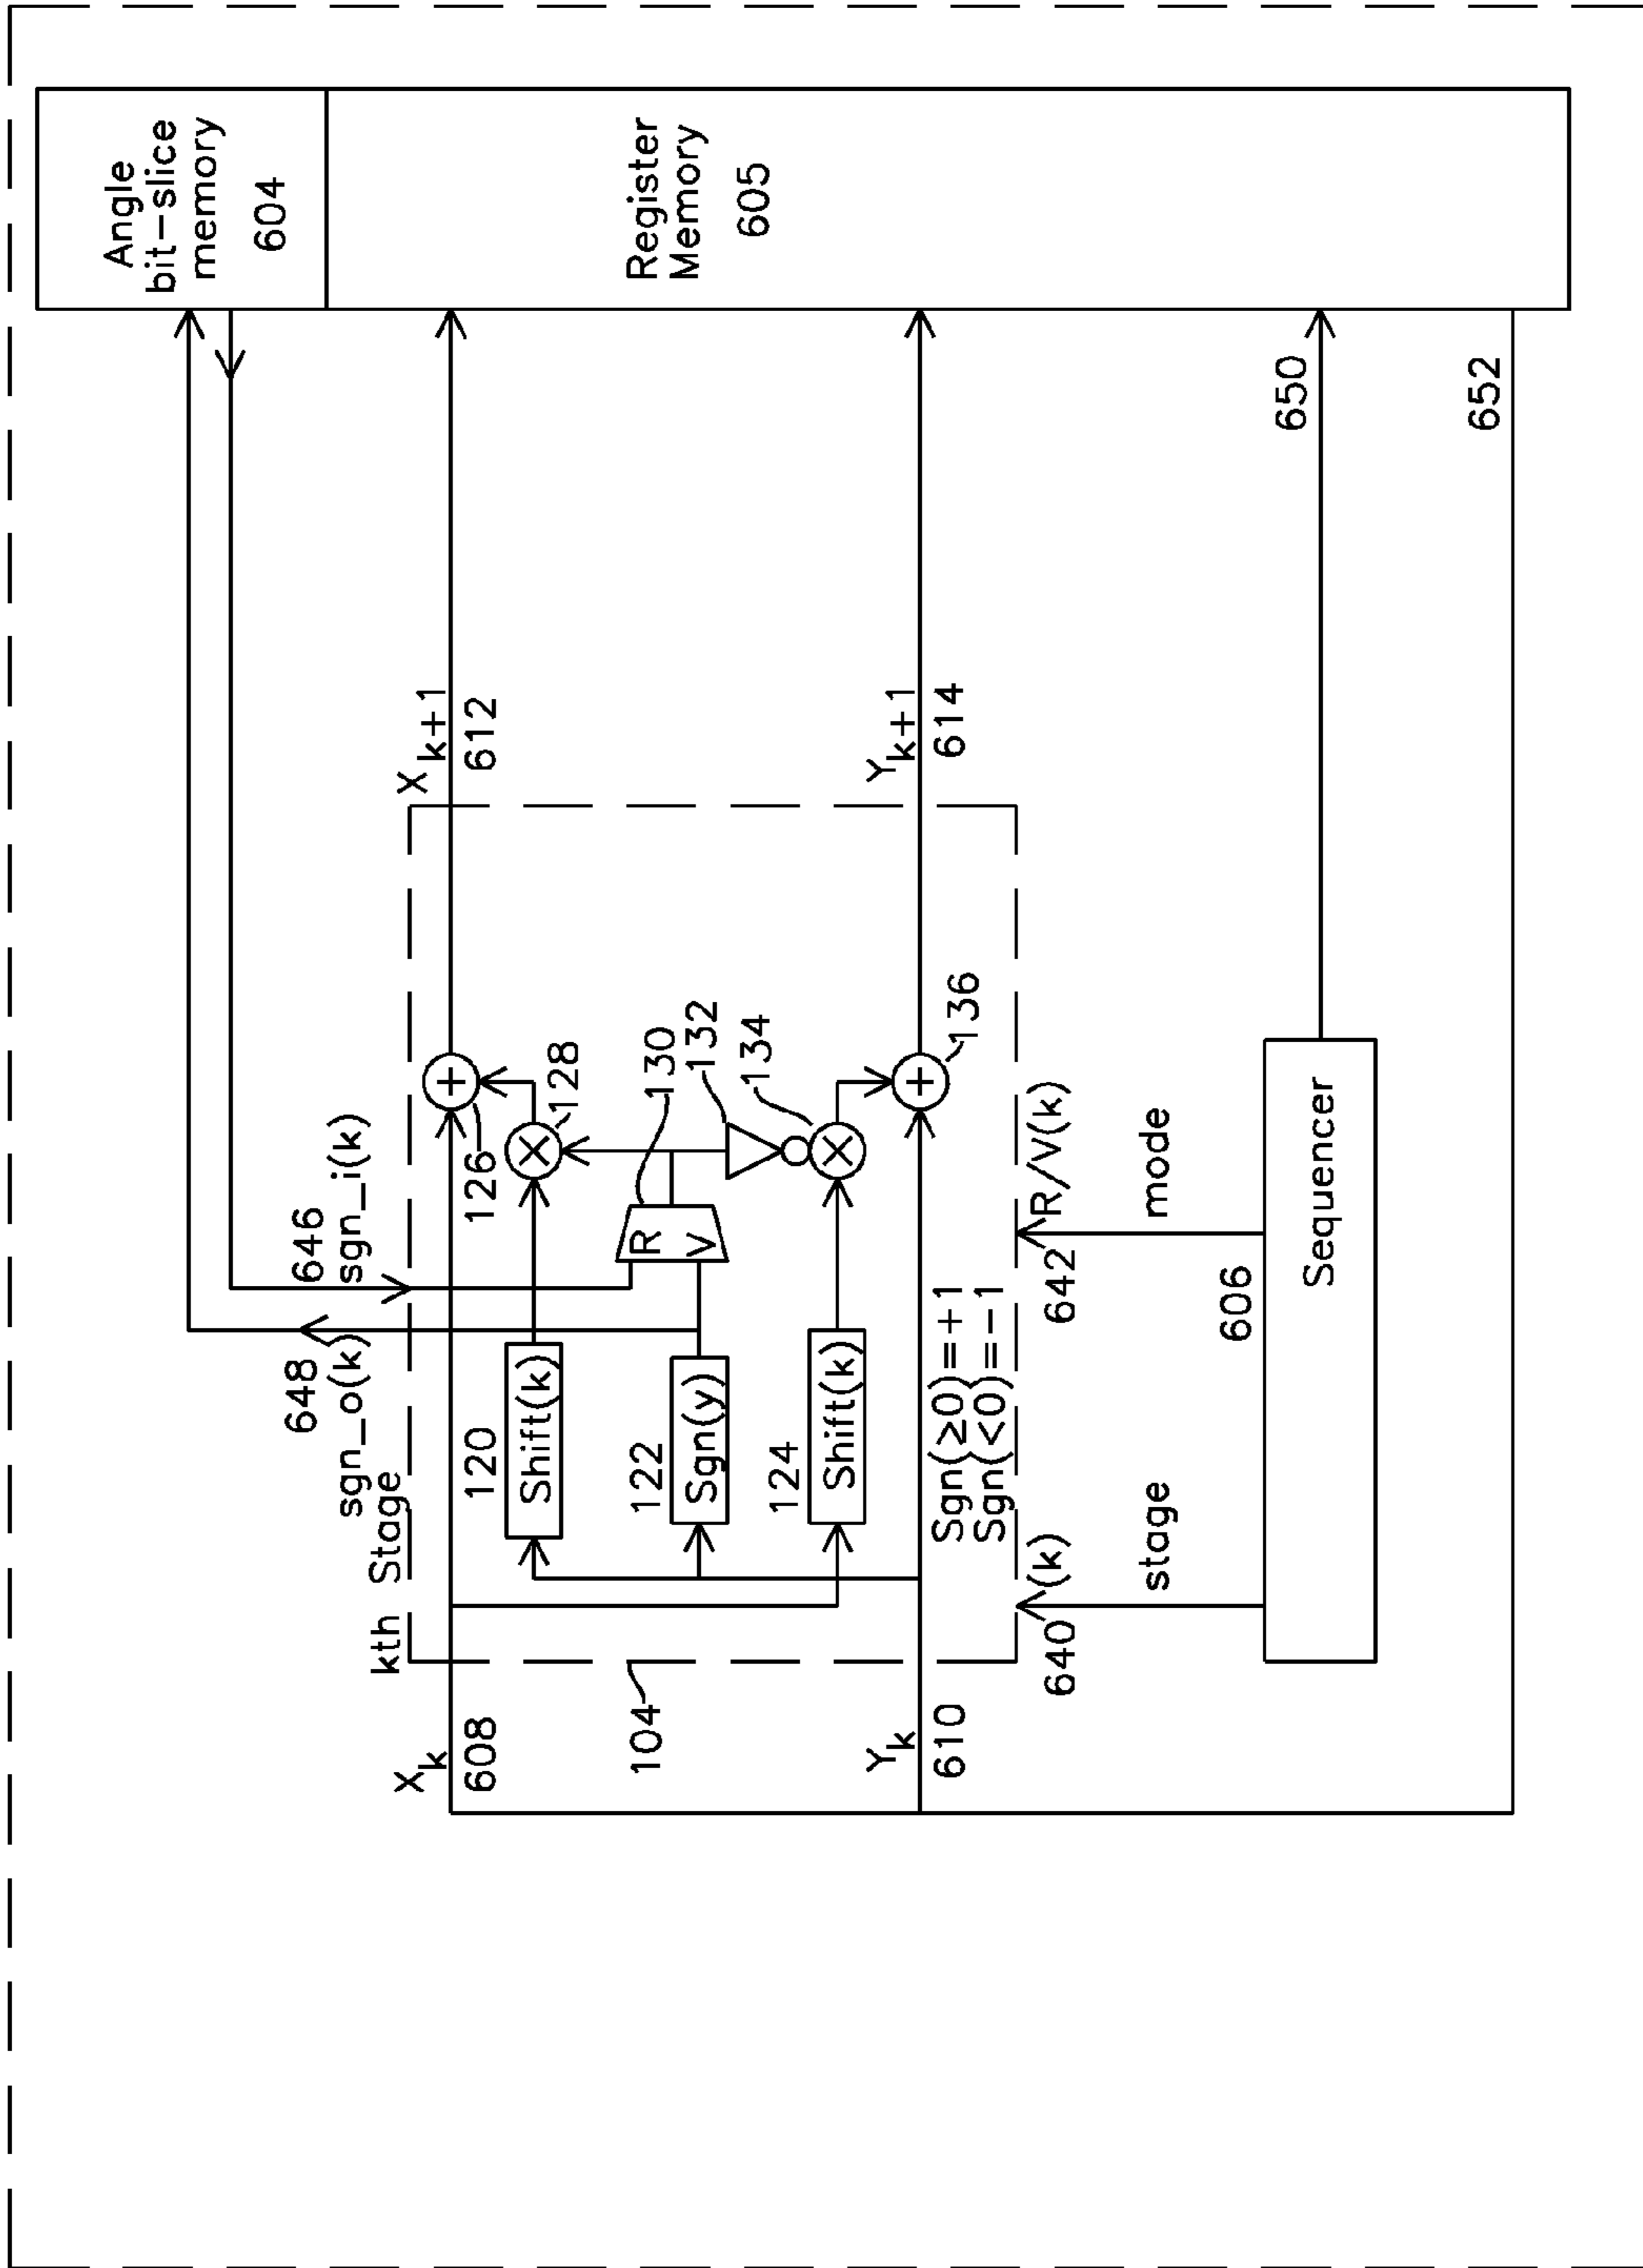 Angle
bit-slice
memory
604
Register
Memory
605
648
sgn_o(k)
646
sgn_i(k)
kth Stage
X k
608
120
Shift(k)
126
128
X k+1
612
122
Sgn(y)
R
V
130
132
134
104
124
Shift(k)
Y k
610
Sgn(≥0)=+1
Sgn(<0)=-1
136
Y k+1
614
640
(k)
642
R/V(k)
stage
mode
606
Sequencer
650
652